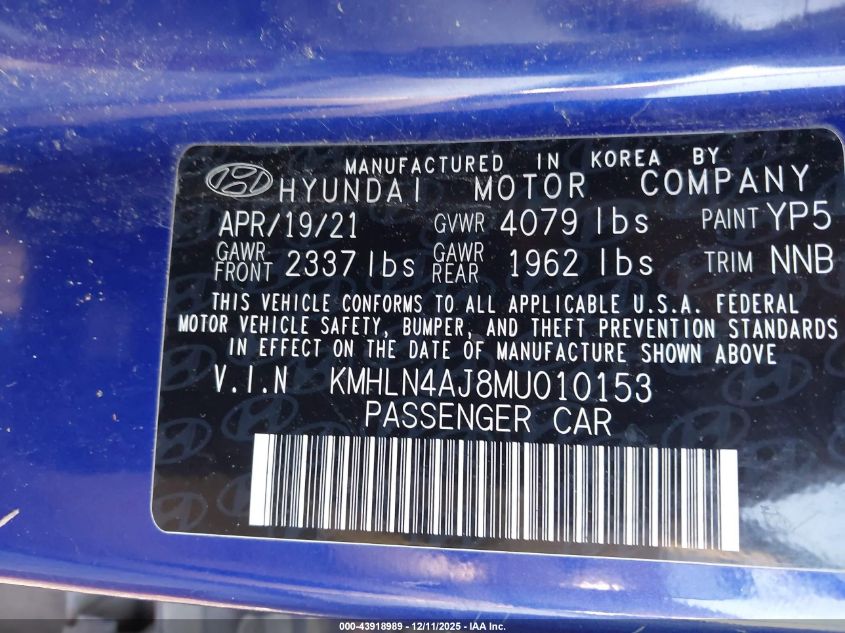 MANUFACTURED IN KOREA BY
HYUNDAI MOTOR COMPANY
APR/19/21 GVWR 4079 lbs PAINT YP5
GAWR FRONT 2337 lbs GAWR REAR 1962 lbs TRIM NNB
THIS VEHICLE CONFORMS TO ALL APPLICABLE U.S.A. FEDERAL
MOTOR VEHICLE SAFETY, BUMPER, AND THEFT PREVENTION STANDARDS
IN EFFECT ON THE DATE OF MANUFACTURE SHOWN ABOVE
V.I.N KMHLN4AJ8MU010153
PASSENGER CAR
000-43918989 - 12/11/2025 - IAA, Inc.